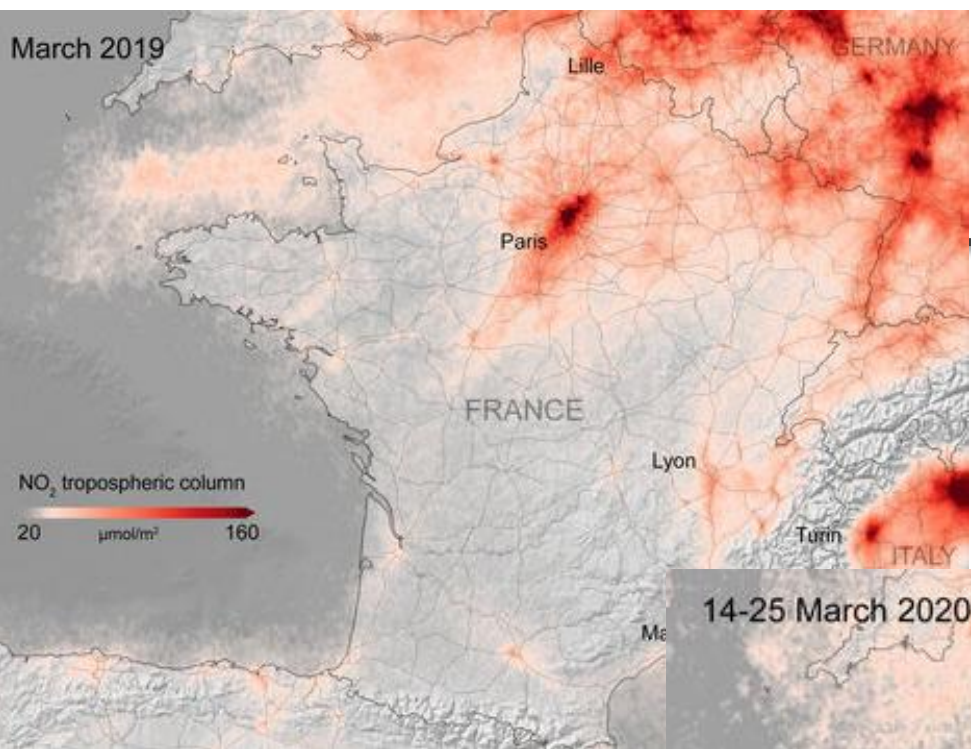 March 2019
GERMANY
Lille
Paris
FRANCE
Lyon
NO₂ tropospheric column
20 µmol/m² 160
Turin
ITALY
14-25 March 2020
Ma